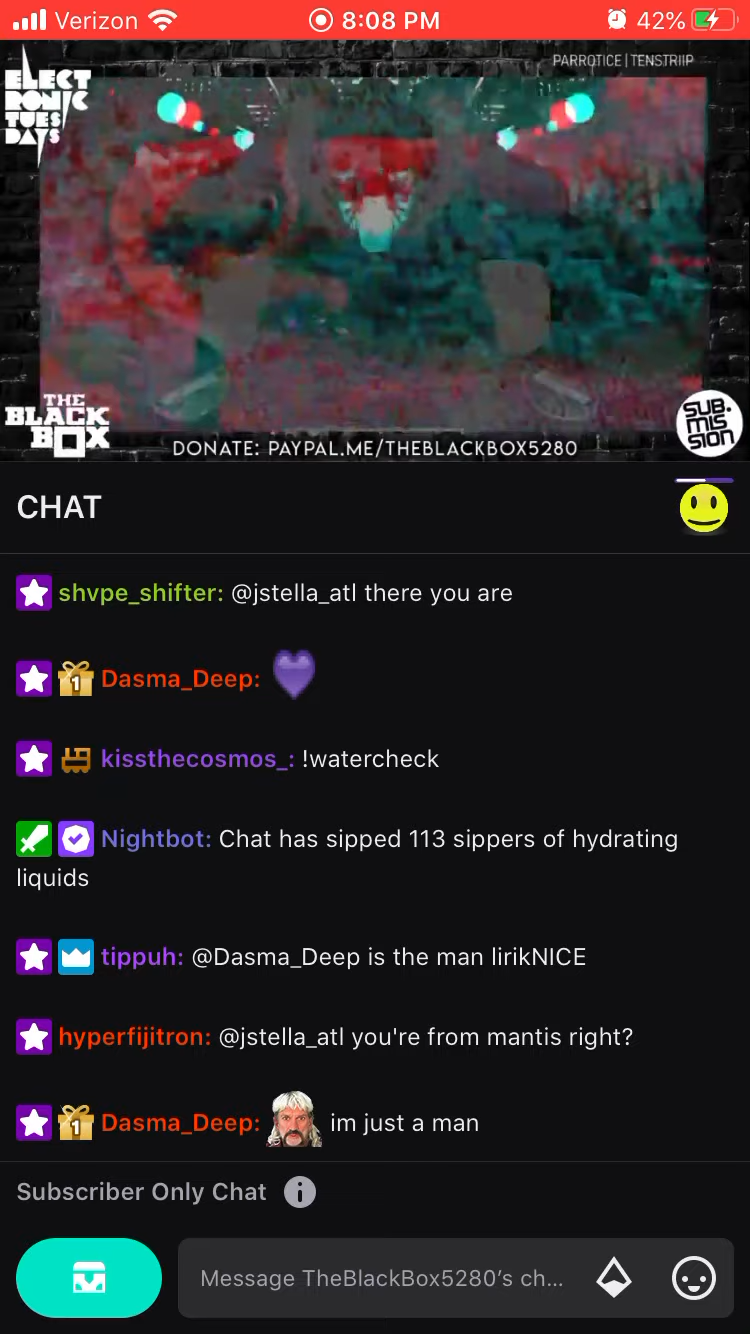 Verizon 8:08 PM 42%
PARROTICE | TENSTRIIP
ELECT
RONIC
TUES
DAYS
THE
BLACK
BOX
SUB.
MIS
SION
DONATE: PAYPAL.ME/THEBLACKBOX5280
CHAT
shvpe_shifter: @jstella_atl there you are
1 Dasma_Deep:
kissthecosmos_: !watercheck
Nightbot: Chat has sipped 113 sippers of hydrating
liquids
tippuh: @Dasma_Deep is the man lirikNICE
hyperfijitron: @jstella_atl you're from mantis right?
1 Dasma_Deep: im just a man
Subscriber Only Chat i
Message TheBlackBox5280's ch...